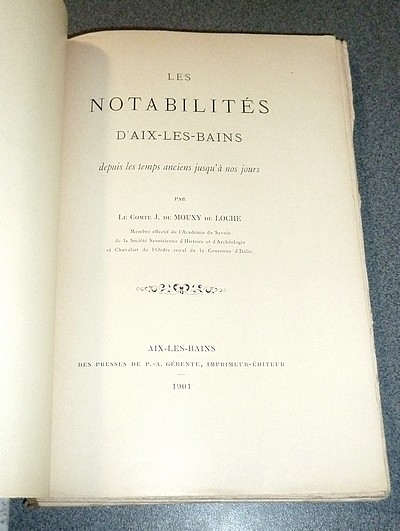 LES
NOTABILITÉS
D'AIX-LES-BAINS
depuis les temps anciens jusqu'à nos jours
PAR
LE COMTE J. DE MOUXY DE LOCHE
Membre effectif de l'Académie de Savoie
de la Société Savoisienne d'Histoire et d'Archéologie
et Chevalier de l'Ordre royal de la Couronne d'Italie
AIX-LES-BAINS
DES PRESSES DE P.-A. GÉRENTE, IMPRIMEUR-ÉDITEUR
1901